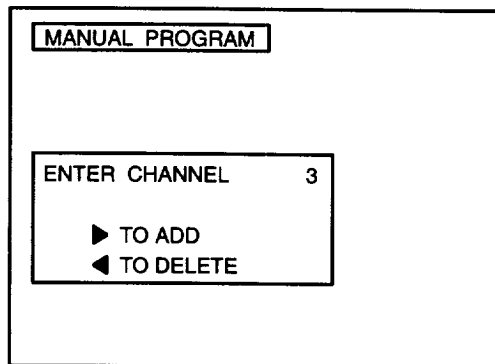 MANUAL PROGRAM
ENTER CHANNEL 3
▶ TO ADD
◀ TO DELETE